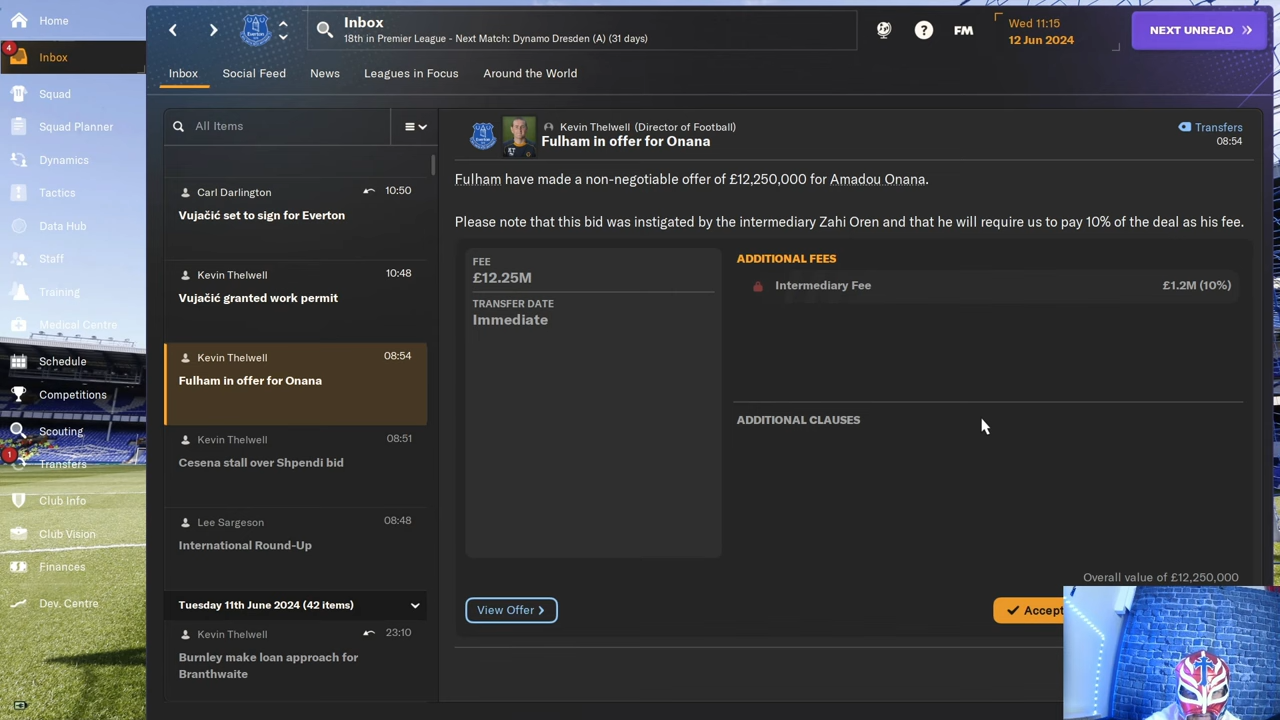 Home
4
Inbox
Squad
Squad Planner
Dynamics
Tactics
Data Hub
Staff
Training
Medical Centre
Schedule
Competitions
Scouting
1
Transfers
Club Info
Club Vision
Finances
Dev. Centre
Everton
Inbox
18th in Premier League - Next Match: Dynamo Dresden (A) (31 days)
?
FM
Wed 11:15
12 Jun 2024
NEXT UNREAD
Inbox Social Feed News Leagues in Focus Around the World
All Items
Carl Darlington 10:50
Vujačić set to sign for Everton
Kevin Thelwell 10:48
Vujačić granted work permit
Kevin Thelwell 08:54
Fulham in offer for Onana
Kevin Thelwell 08:51
Cesena stall over Shpendi bid
Lee Sargeson 08:48
International Round-Up
Tuesday 11th June 2024 (42 items)
Kevin Thelwell 23:10
Burnley make loan approach for
Branthwaite
Kevin Thelwell (Director of Football)
Fulham in offer for Onana
Transfers
08:54
Fulham have made a non-negotiable offer of £12,250,000 for Amadou Onana.
Please note that this bid was instigated by the intermediary Zahi Oren and that he will require us to pay 10% of the deal as his fee.
FEE
£12.25M
TRANSFER DATE
Immediate
ADDITIONAL FEES
Intermediary Fee £1.2M (10%)
ADDITIONAL CLAUSES
Overall value of £12,250,000
View Offer
Accept